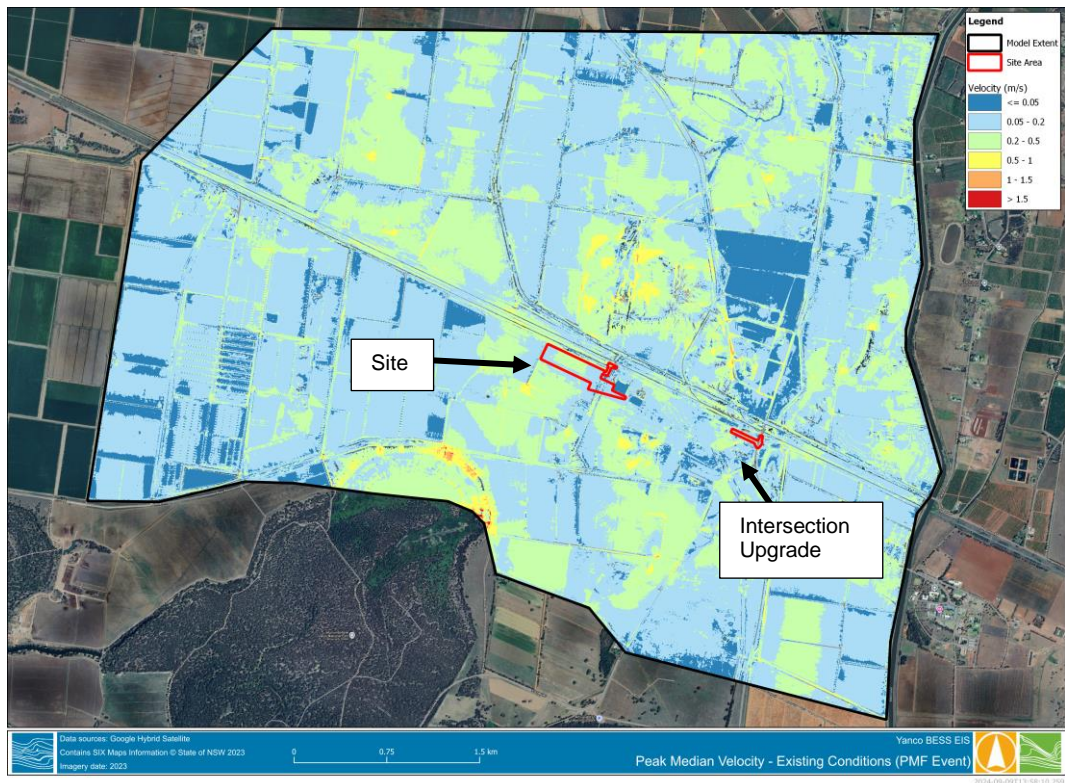 Legend
Model Extent
Site Area
Velocity (m/s)
<= 0.05
0.05 - 0.2
0.2 - 0.5
0.5 - 1
1 - 1.5
> 1.5
Site
Intersection
Upgrade
Data sources: Google Hybrid Satellite
Contains SIX Maps Information © State of NSW 2023
Imagery date: 2023
0 0.75 1.5 km
Yanco BESS EIS
Peak Median Velocity - Existing Conditions (PMF Event)